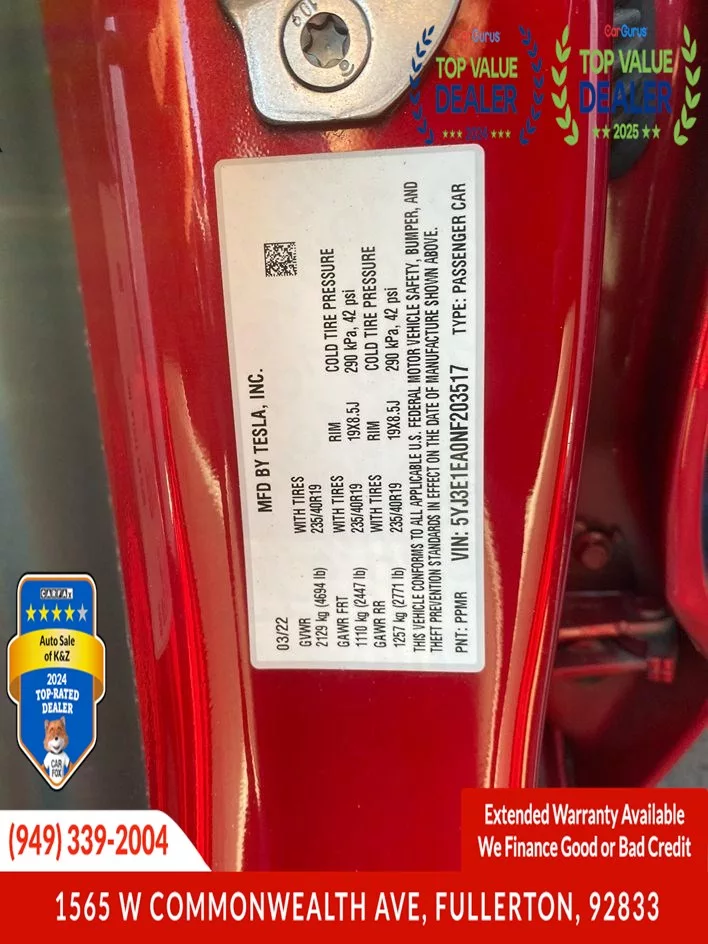 10.9
CarGurus
TOP VALUE
DEALER
★★★ 2024 ★★★
CarGurus
TOP VALUE
DEALER
★★ 2025 ★★
MFD BY TESLA, INC.
03/22
GVWR WITH TIRES RIM COLD TIRE PRESSURE
2129 kg (4694 lb) 235/40R19
GAWR FRT WITH TIRES RIM COLD TIRE PRESSURE
1110 kg (2447 lb) 235/40R19 19X8.5J 290 kPa, 42 psi
GAWR RR WITH TIRES RIM COLD TIRE PRESSURE
1257 kg (2771 lb) 235/40R19 19X8.5J 290 kPa, 42 psi
THIS VEHICLE CONFORMS TO ALL APPLICABLE U.S. FEDERAL MOTOR VEHICLE SAFETY, BUMPER, AND
THEFT PREVENTION STANDARDS IN EFFECT ON THE DATE OF MANUFACTURE SHOWN ABOVE.
PNT: PPMR VIN: 5YJ3E1EA0NF203517 TYPE: PASSENGER CAR
CARFAX
Auto Sale
of K&Z
2024
TOP-RATED
DEALER
CAR
FOX
(949) 339-2004
Extended Warranty Available
We Finance Good or Bad Credit
1565 W COMMONWEALTH AVE, FULLERTON, 92833